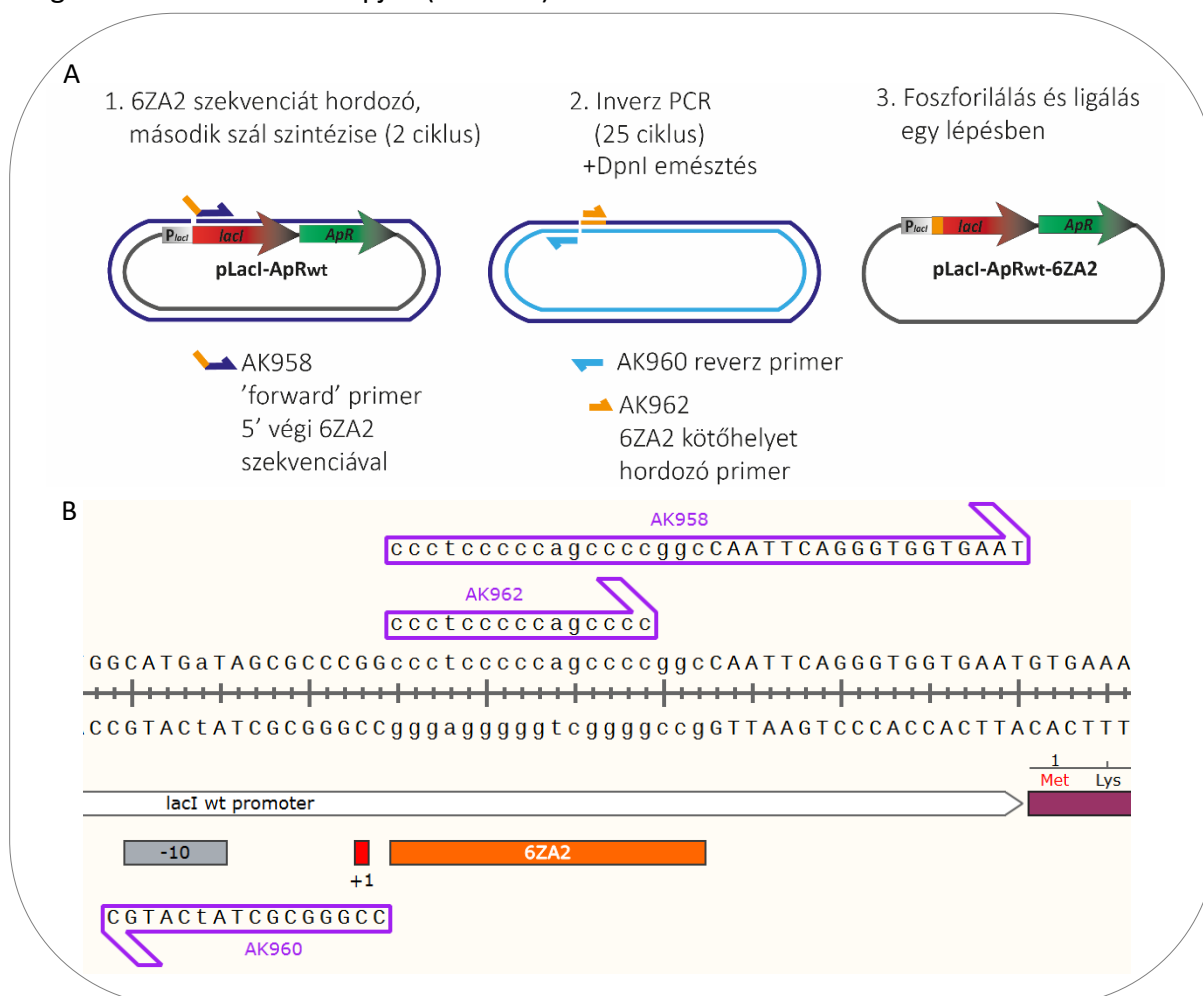 A
1. 6ZA2 szekvenciát hordozó,
második szál szintézise (2 ciklus)
2. Inverz PCR
(25 ciklus)
+DpnI emésztés
3. Foszforilálás és ligálás
egy lépésben
PlacI lacI ApR
pLacI-ApRwt
PlacI lacI ApR
pLacI-ApRwt-6ZA2
AK958
'forward' primer
5' végi 6ZA2
szekvenciával
AK960 reverz primer
AK962
6ZA2 kötőhelyet
hordozó primer
B
AK958
ccctcccccagccccggccAATTCAGGGTGGTGAAT
AK962
ccctcccccagcccc
GGCATGaTAGCGCCCGGccctcccccagccccggccAATTCAGGGTGGTGAATGTGAAA
CCGTACtATCGCGGGCCgggagggggtcggggccggTTAAGTCCCACCACTTACACTTT
1
Met Lys
lacI wt promoter
-10
+1
6ZA2
CGTACtATCGCGGGCC
AK960